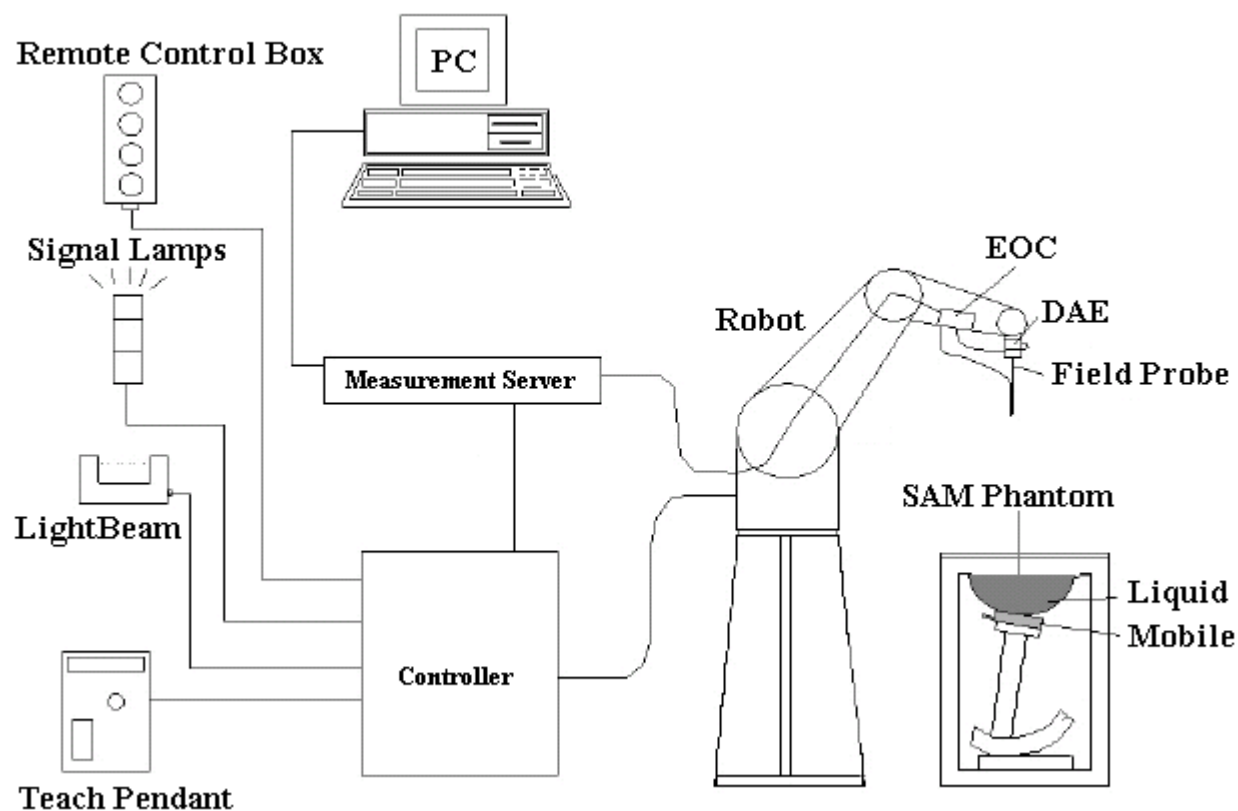 Remote Control Box
PC
Signal Lamps
EOC
Robot
DAE
Measurement Server
Field Probe
LightBeam
SAM Phantom
Liquid
Mobile
Controller
Teach Pendant